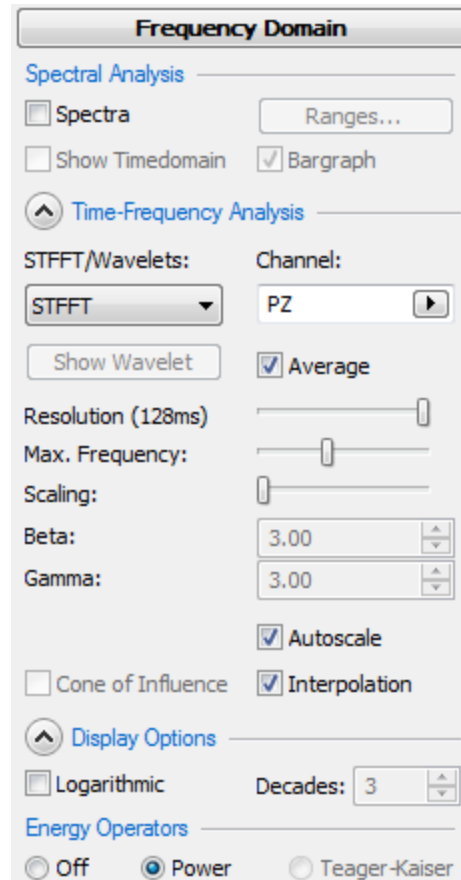 Frequency Domain
Spectral Analysis
Spectra Ranges...
Show Timedomain Bargraph
Time-Frequency Analysis
STFFT/Wavelets: Channel:
STFFT PZ
Show Wavelet Average
Resolution (128ms)
Max. Frequency:
Scaling:
Beta: 3.00
Gamma: 3.00
Autoscale
Cone of Influence Interpolation
Display Options
Logarithmic Decades: 3
Energy Operators
Off Power Teager-Kaiser